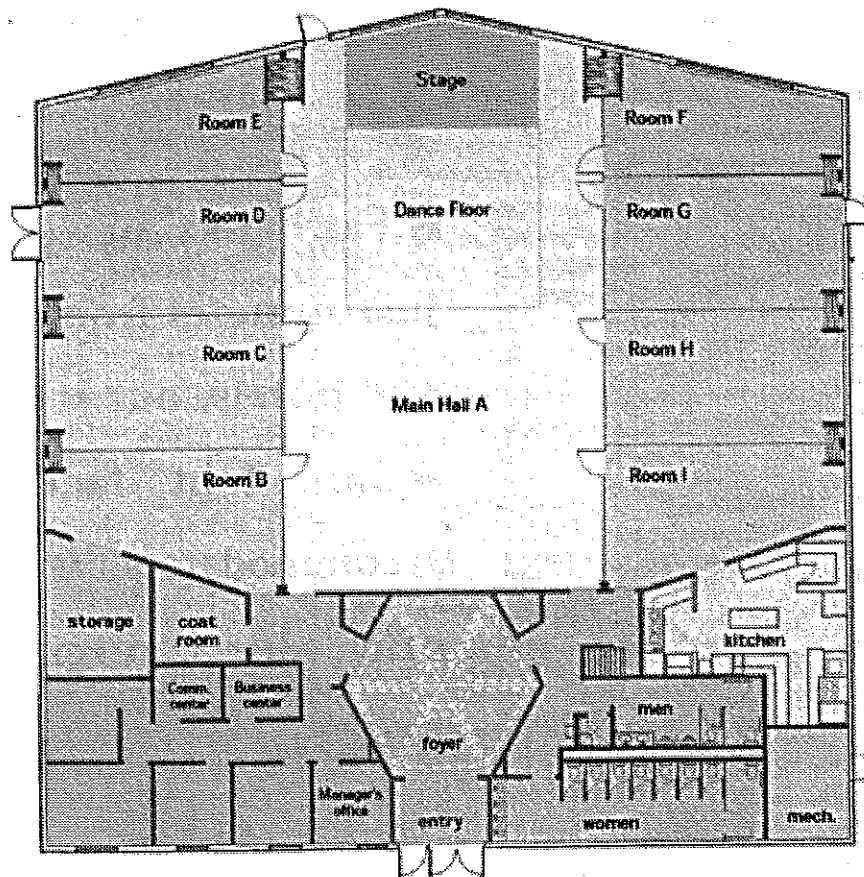 Stage
Room E
Room F
Room D
Dance Floor
Room G
Room C
Room H
Main Hall A
Room B
Room I
storage
coat
room
kitchen
Comm.
center
Business
center
men
foyer
Manager's
office
entry
women
mech.